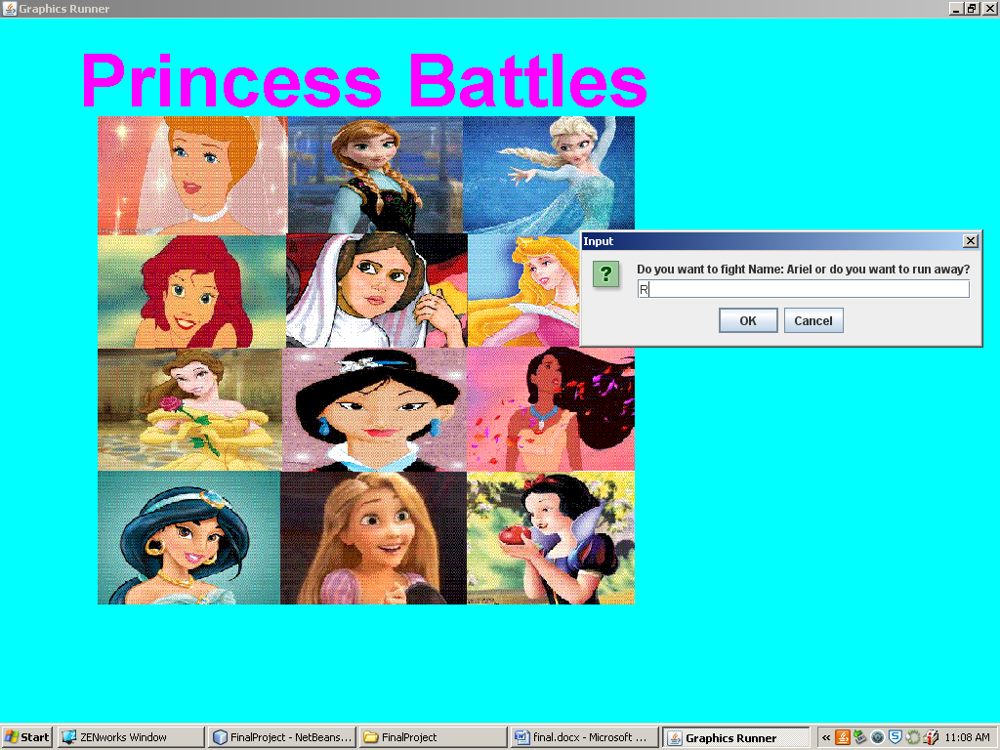 Graphics Runner
Princess Battles
Input
?
Do you want to fight Name: Ariel or do you want to run away?
R
OK
Cancel
Start
ZENworks Window
FinalProject - NetBeans...
FinalProject
final.docx - Microsoft ...
Graphics Runner
«
11:08 AM